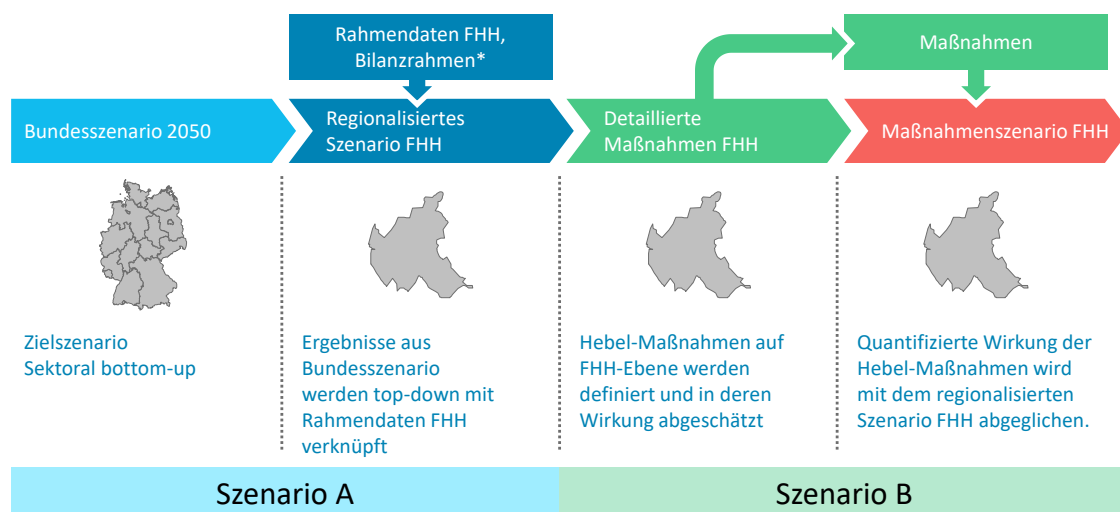 Rahmendaten FHH,
Bilanzrahmen*
Maßnahmen
Bundesszenario 2050
Regionalisiertes
Szenario FHH
Detaillierte
Maßnahmen FHH
Maßnahmenszenario FHH
Zielszenario
Sektoral bottom-up
Ergebnisse aus
Bundesszenario
werden top-down mit
Rahmendaten FHH
verknüpft
Hebel-Maßnahmen auf
FHH-Ebene werden
definiert und in deren
Wirkung abgeschätzt
Quantifizierte Wirkung der
Hebel-Maßnahmen wird
mit dem regionalisierten
Szenario FHH abgeglichen.
Szenario A
Szenario B